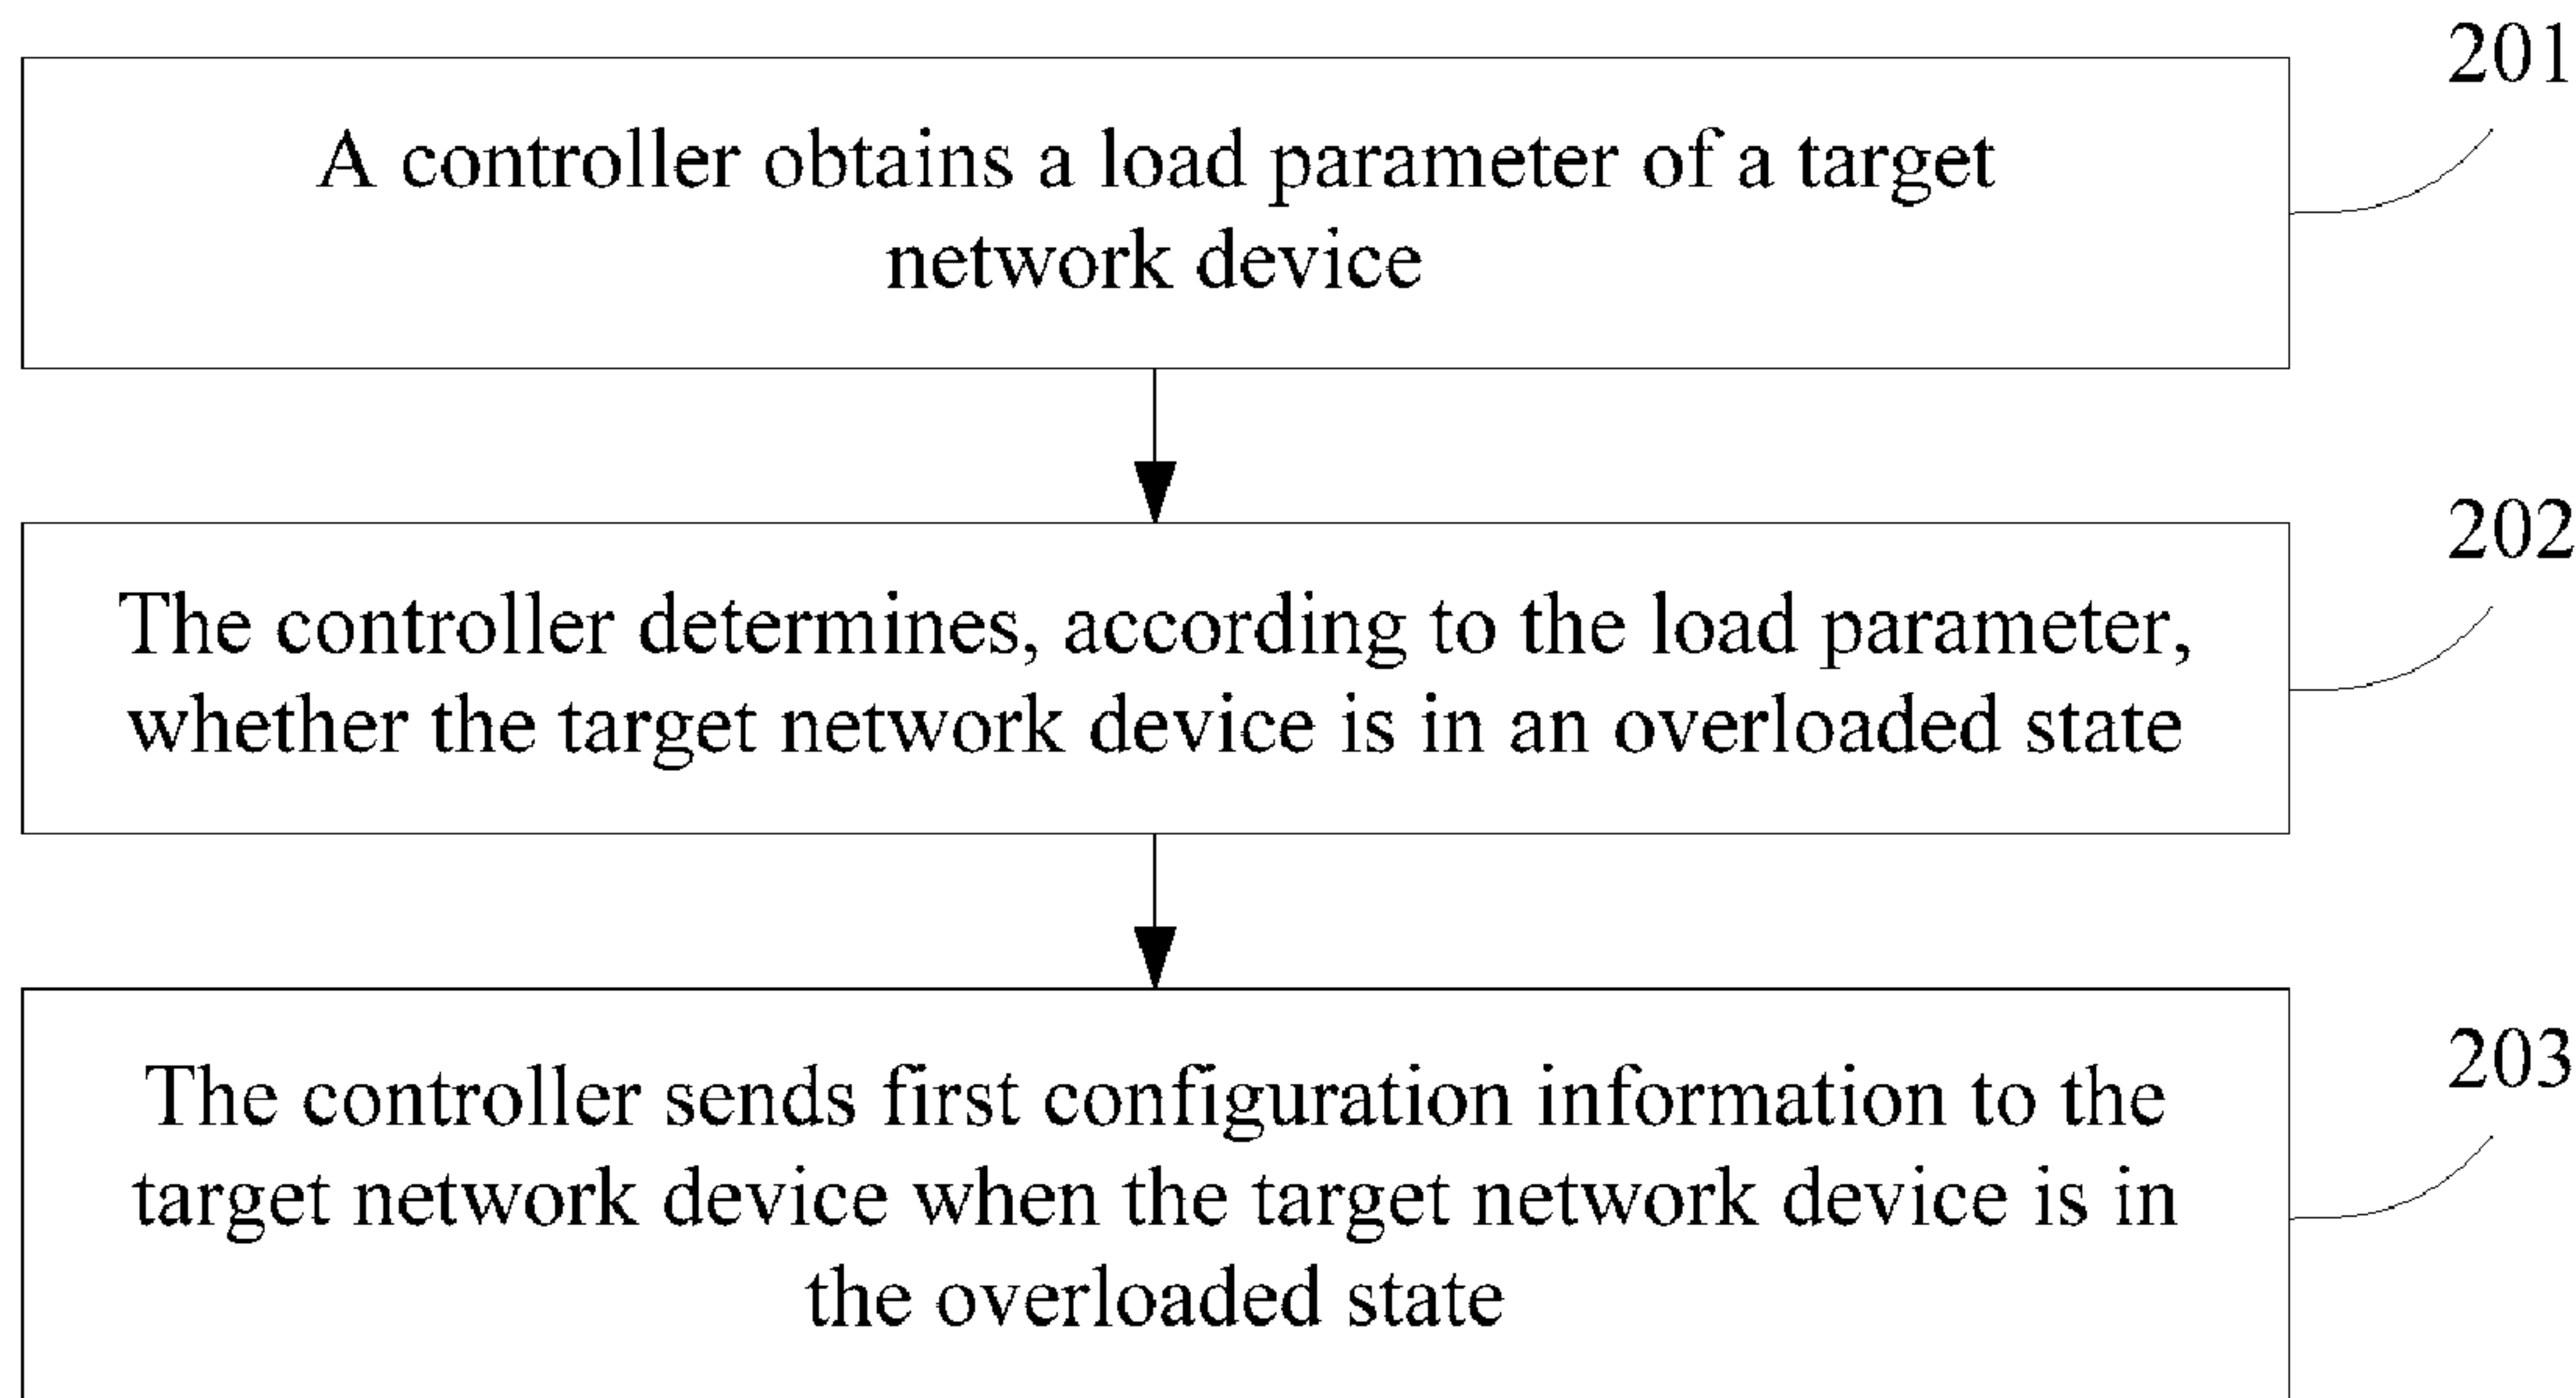 201
A controller obtains a load parameter of a target
network device
202
The controller determines, according to the load parameter,
whether the target network device is in an overloaded state
203
The controller sends first configuration information to the
target network device when the target network device is in
the overloaded state